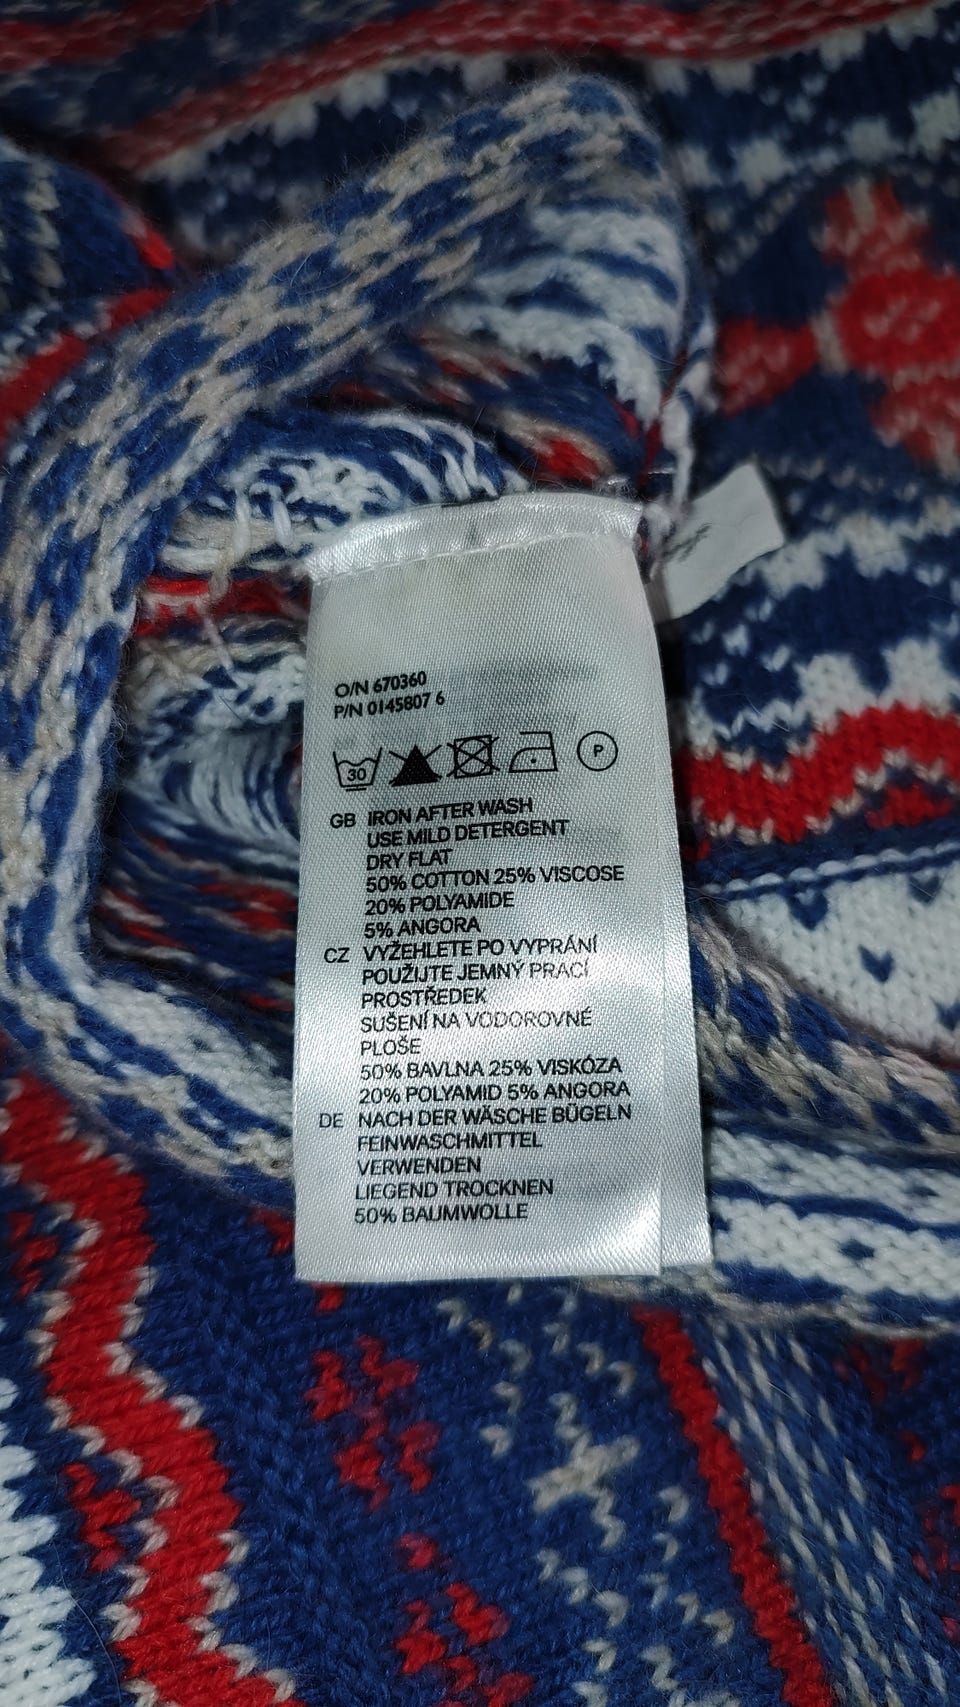 O/N 670360
P/N 0145807 6
30 P
GB IRON AFTER WASH
USE MILD DETERGENT
DRY FLAT
50% COTTON 25% VISCOSE
20% POLYAMIDE
5% ANGORA
CZ VYŽEHLETE PO VYPRÁNÍ
POUŽIJTE JEMNÝ PRACÍ
PROSTŘEDEK
SUŠENÍ NA VODOROVNÉ
PLOŠE
50% BAVLNA 25% VISKÓZA
20% POLYAMID 5% ANGORA
DE NACH DER WÄSCHE BÜGELN
FEINWASCHMITTEL
VERWENDEN
LIEGEND TROCKNEN
50% BAUMWOLLE